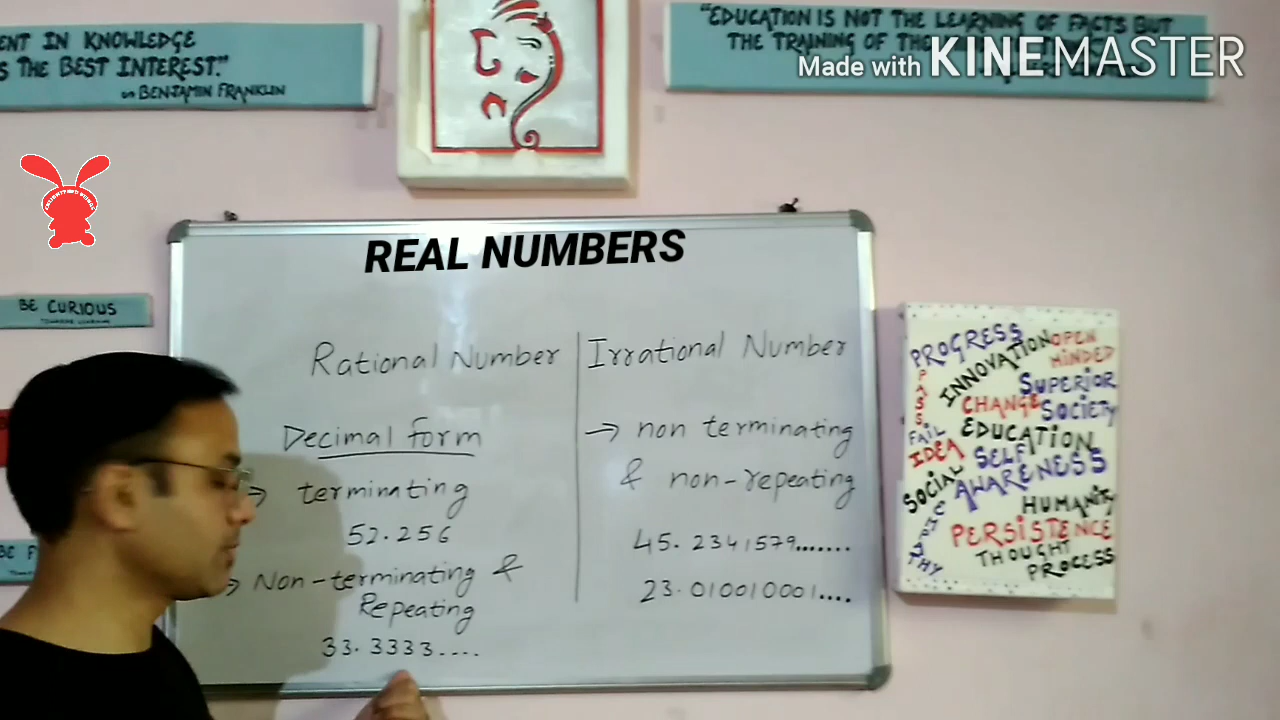 ENT IN KNOWLEDGE
S THE BEST INTEREST."
BENJAMIN FRANKLIN
"EDUCATION IS NOT THE LEARNING OF FACTS BUT
THE TRAINING OF
Made with KINEMASTER
REAL NUMBERS
BE CURIOUS
Rational Number
Decimal form
→ terminating
52.256
→ Non-terminating &
Repeating
33.3333....
Irrational Number
→ non terminating
& non-repeating
45.2341579.......
23.010010001....
PROGRESS
INNOVATION
OPEN
MINDED
PASS
SUPERIOR
CHANGE
SOCIETY
FAIL
EDUCATION
IDEA
SELF
AWARENESS
SOCIAL
HUMANITY
PERSISTENCE
THOUGHT
PROCESS